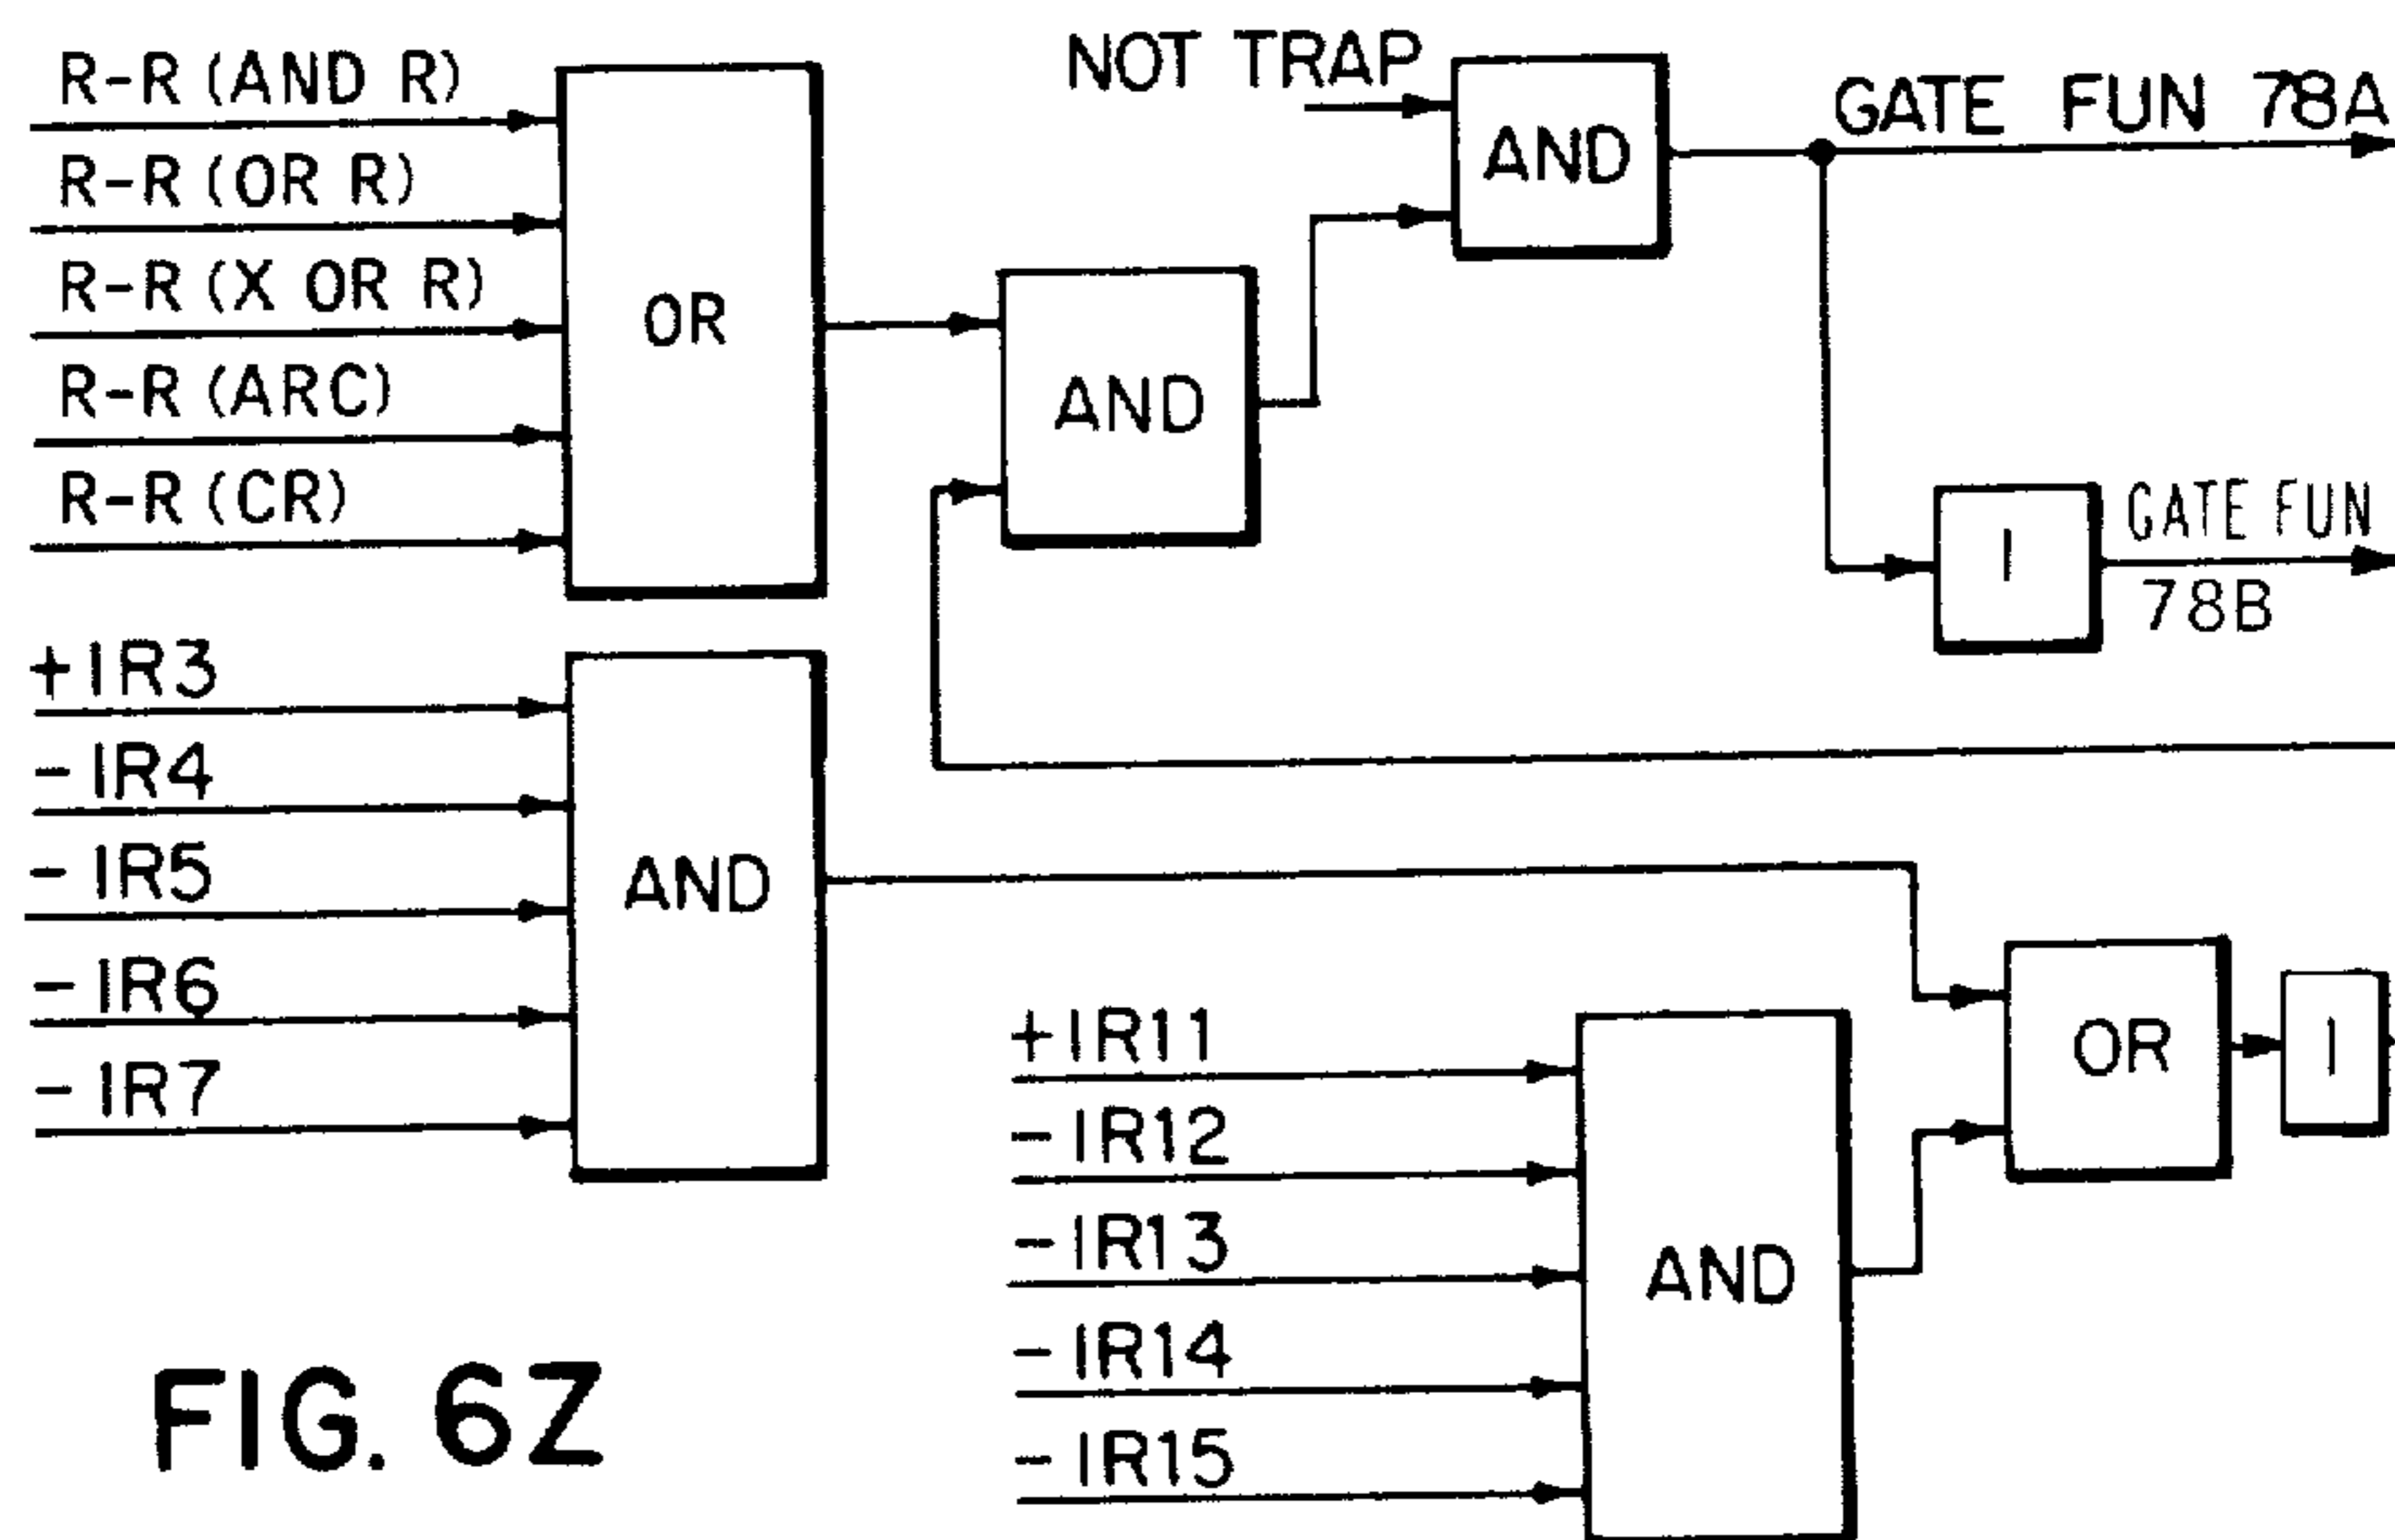 R-R (AND R)
R-R (OR R)
R-R (X OR R)
R-R (ARC)
R-R (CR)
OR
NOT TRAP
AND
AND
GATE FUN 78A
I
GATE FUN
78B
+IR3
-IR4
-IR5
-IR6
-IR7
AND
+IR11
-IR12
-IR13
-IR14
-IR15
AND
OR
I
FIG. 6Z